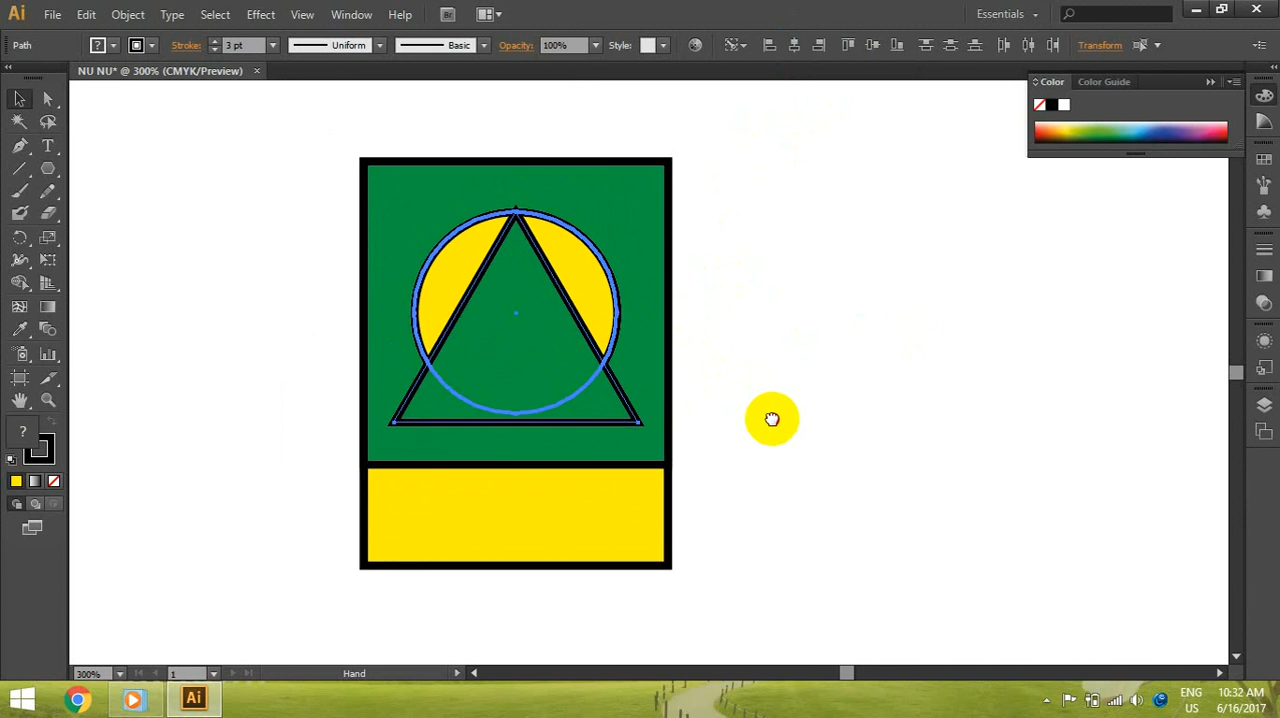 Ai File Edit Object Type Select Effect View Window Help Br Essentials
Path ? Stroke: 3 pt Uniform Basic Opacity: 100% Style: Transform
NU NU* @ 300% (CMYK/Preview) ×
Color Color Guide
T
?
300% 1 Hand
Ai ENG 10:32 AM
US 6/16/2017